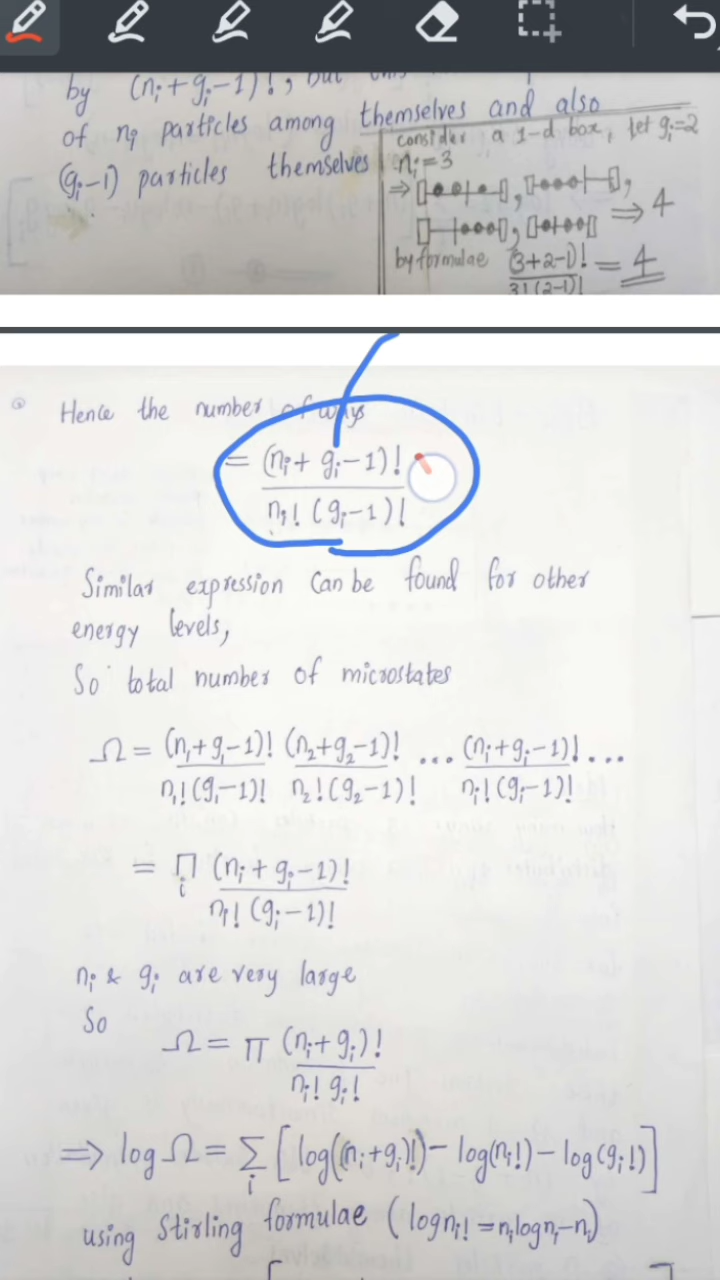 by (nᵢ+gᵢ-1)!, but
of nᵢ particles among themselves and also
(gᵢ-1) particles themselves
consider a 1-d box, let gᵢ=2
nᵢ=3
⇒ , ,
, ⇒ 4
by formulae (3+2-1)! / 3!(2-1)! = 4
Hence the number of ways
= (nᵢ + gᵢ-1)! / nᵢ! (gᵢ-1)!
Similar expression can be found for other
energy levels,
So total number of microstates
Ω = (n₁+g₁-1)! / n₁!(g₁-1)! (n₂+g₂-1)! / n₂!(g₂-1)! ... (nᵢ+gᵢ-1)! / nᵢ!(gᵢ-1)! ...
= ∏ᵢ (nᵢ + gᵢ-1)! / nᵢ! (gᵢ-1)!
nᵢ & gᵢ are very large
So
Ω = ∏ (nᵢ+gᵢ)! / nᵢ! gᵢ!
⇒ log Ω = Σᵢ [log((nᵢ+gᵢ)!) - log(nᵢ!) - log(gᵢ!)]
using Stirling formulae (log nᵢ! = nᵢ log nᵢ - nᵢ)